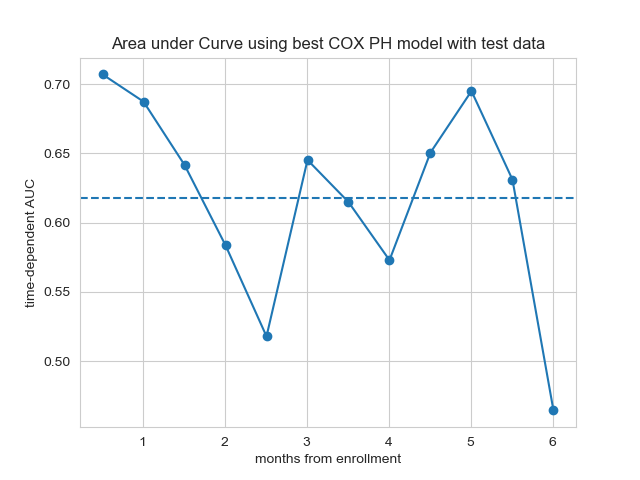 Area under Curve using best COX PH model with test data
time-dependent AUC
0.70
0.65
0.60
0.55
0.50
1 2 3 4 5 6
months from enrollment